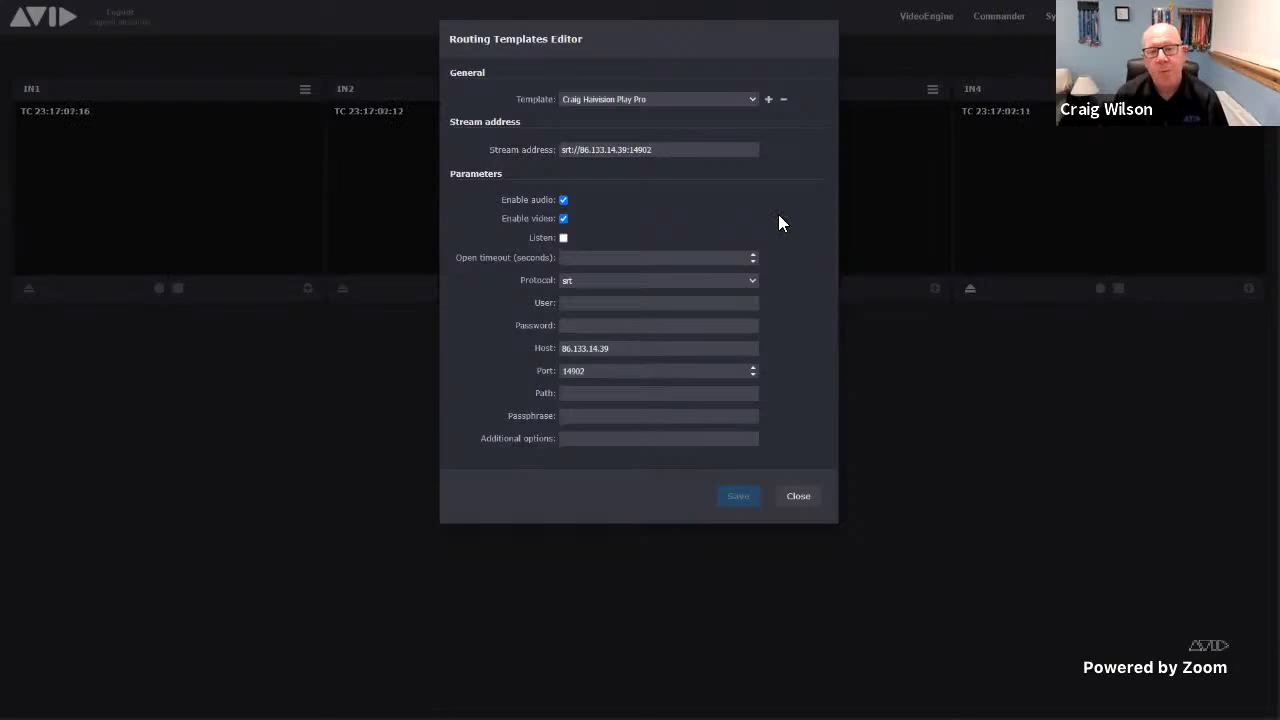 AVID
Logout
VideoEngine
Commander
Sy
Craig Wilson
Routing Templates Editor
General
Template: Craig Haivision Play Pro
Stream address
Stream address: srt://86.133.14.39:14902
Parameters
Enable audio:
Enable video:
Listen:
Open timeout (seconds):
Protocol: srt
User:
Password:
Host: 86.133.14.39
Port: 14902
Path:
Passphrase:
Additional options:
Save
Close
IN1
TC 23:17:02:16
IN2
TC 23:17:02:12
IN4
TC 23:17:02:11
AVID
Powered by Zoom